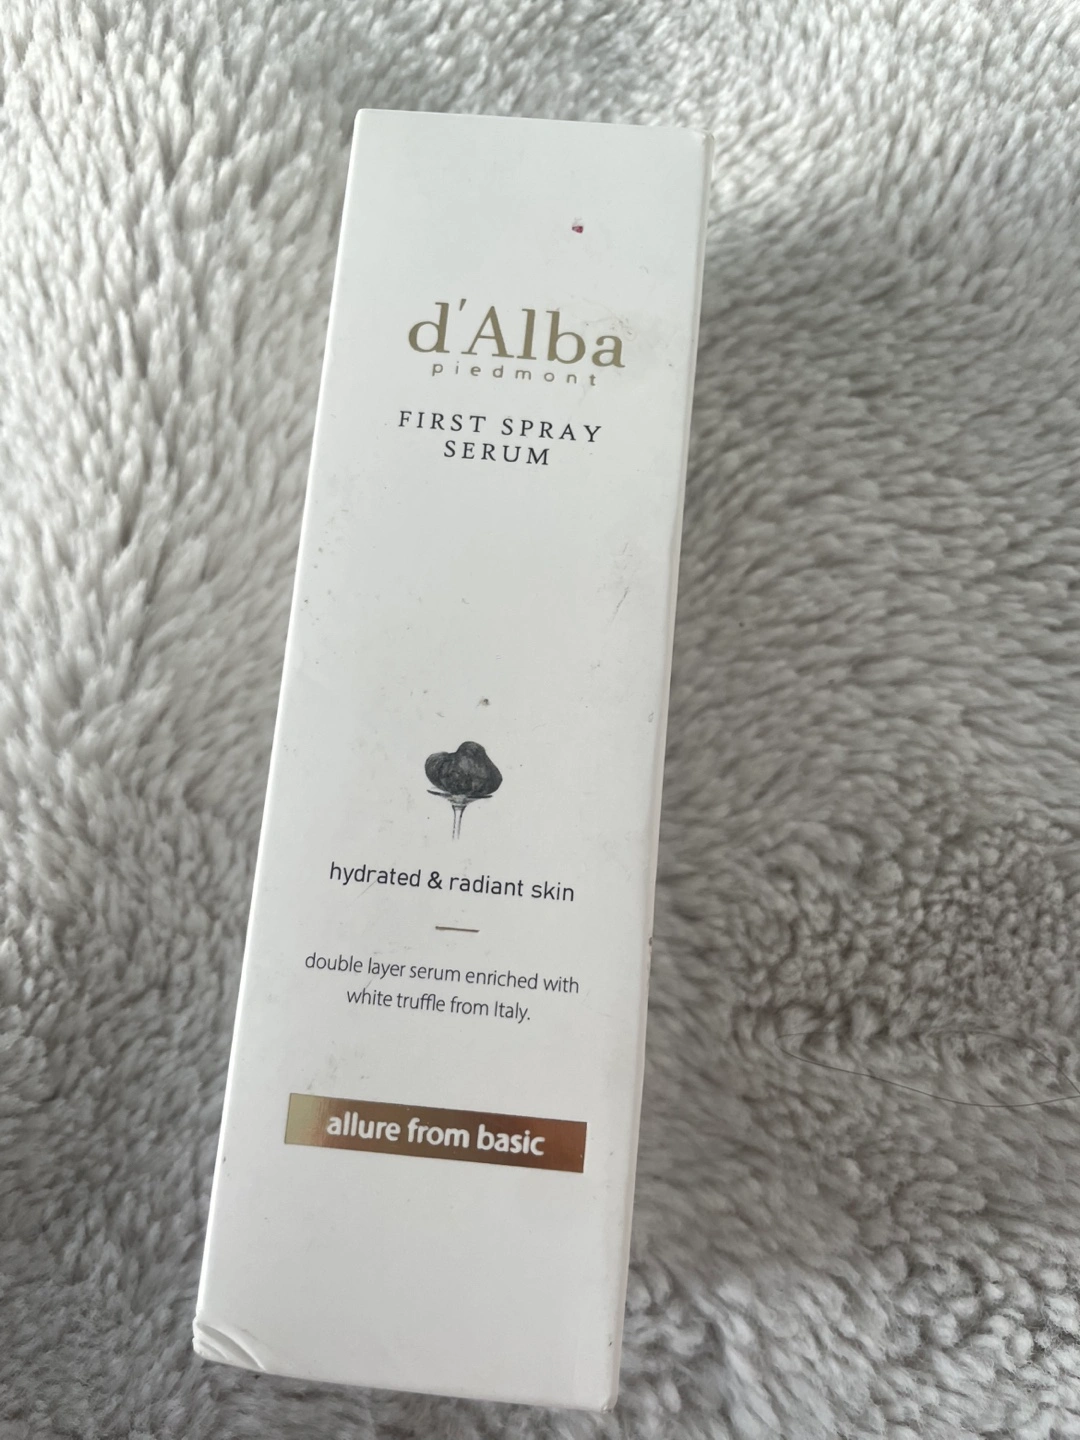 d'Alba
piedmont
FIRST SPRAY
SERUM
hydrated & radiant skin
double layer serum enriched with
white truffle from Italy.
allure from basic